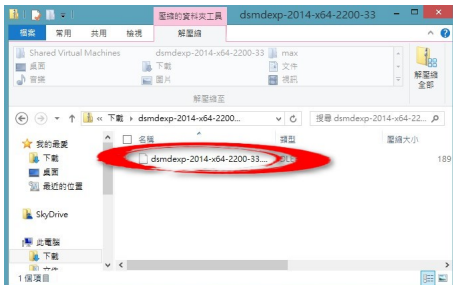 壓縮的資料夾工具 dsmdexp-2014-x64-2200-33
檔案 常用 共用 檢視 解壓縮
Shared Virtual Machines dsmdexp-2014-x64-2200-33 max
桌面 下載 文件
音樂 圖片 視訊
解壓縮
全部
解壓縮至
« 下載 ▸ dsmdexp-2014-x64-2200... 搜尋 dsmdexp-2014-x64-22...
我的最愛
下載
桌面
最近的位置
SkyDrive
此電腦
下載
文件
名稱 類型 壓縮大小
dsmdexp-2014-x64-2200-33.... 189
1 個項目